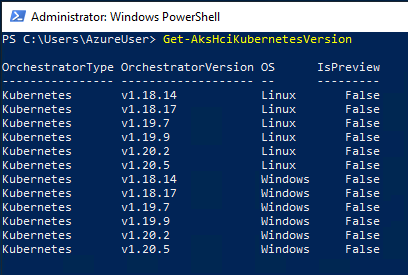 Administrator: Windows PowerShell
PS C:\Users\AzureUser> Get-AksHciKubernetesVersion
OrchestratorType OrchestratorVersion OS IsPreview
---------------- ------------------- -- ---------
Kubernetes v1.18.14 Linux False
Kubernetes v1.18.17 Linux False
Kubernetes v1.19.7 Linux False
Kubernetes v1.19.9 Linux False
Kubernetes v1.20.2 Linux False
Kubernetes v1.20.5 Linux False
Kubernetes v1.18.14 Windows False
Kubernetes v1.18.17 Windows False
Kubernetes v1.19.7 Windows False
Kubernetes v1.19.9 Windows False
Kubernetes v1.20.2 Windows False
Kubernetes v1.20.5 Windows False